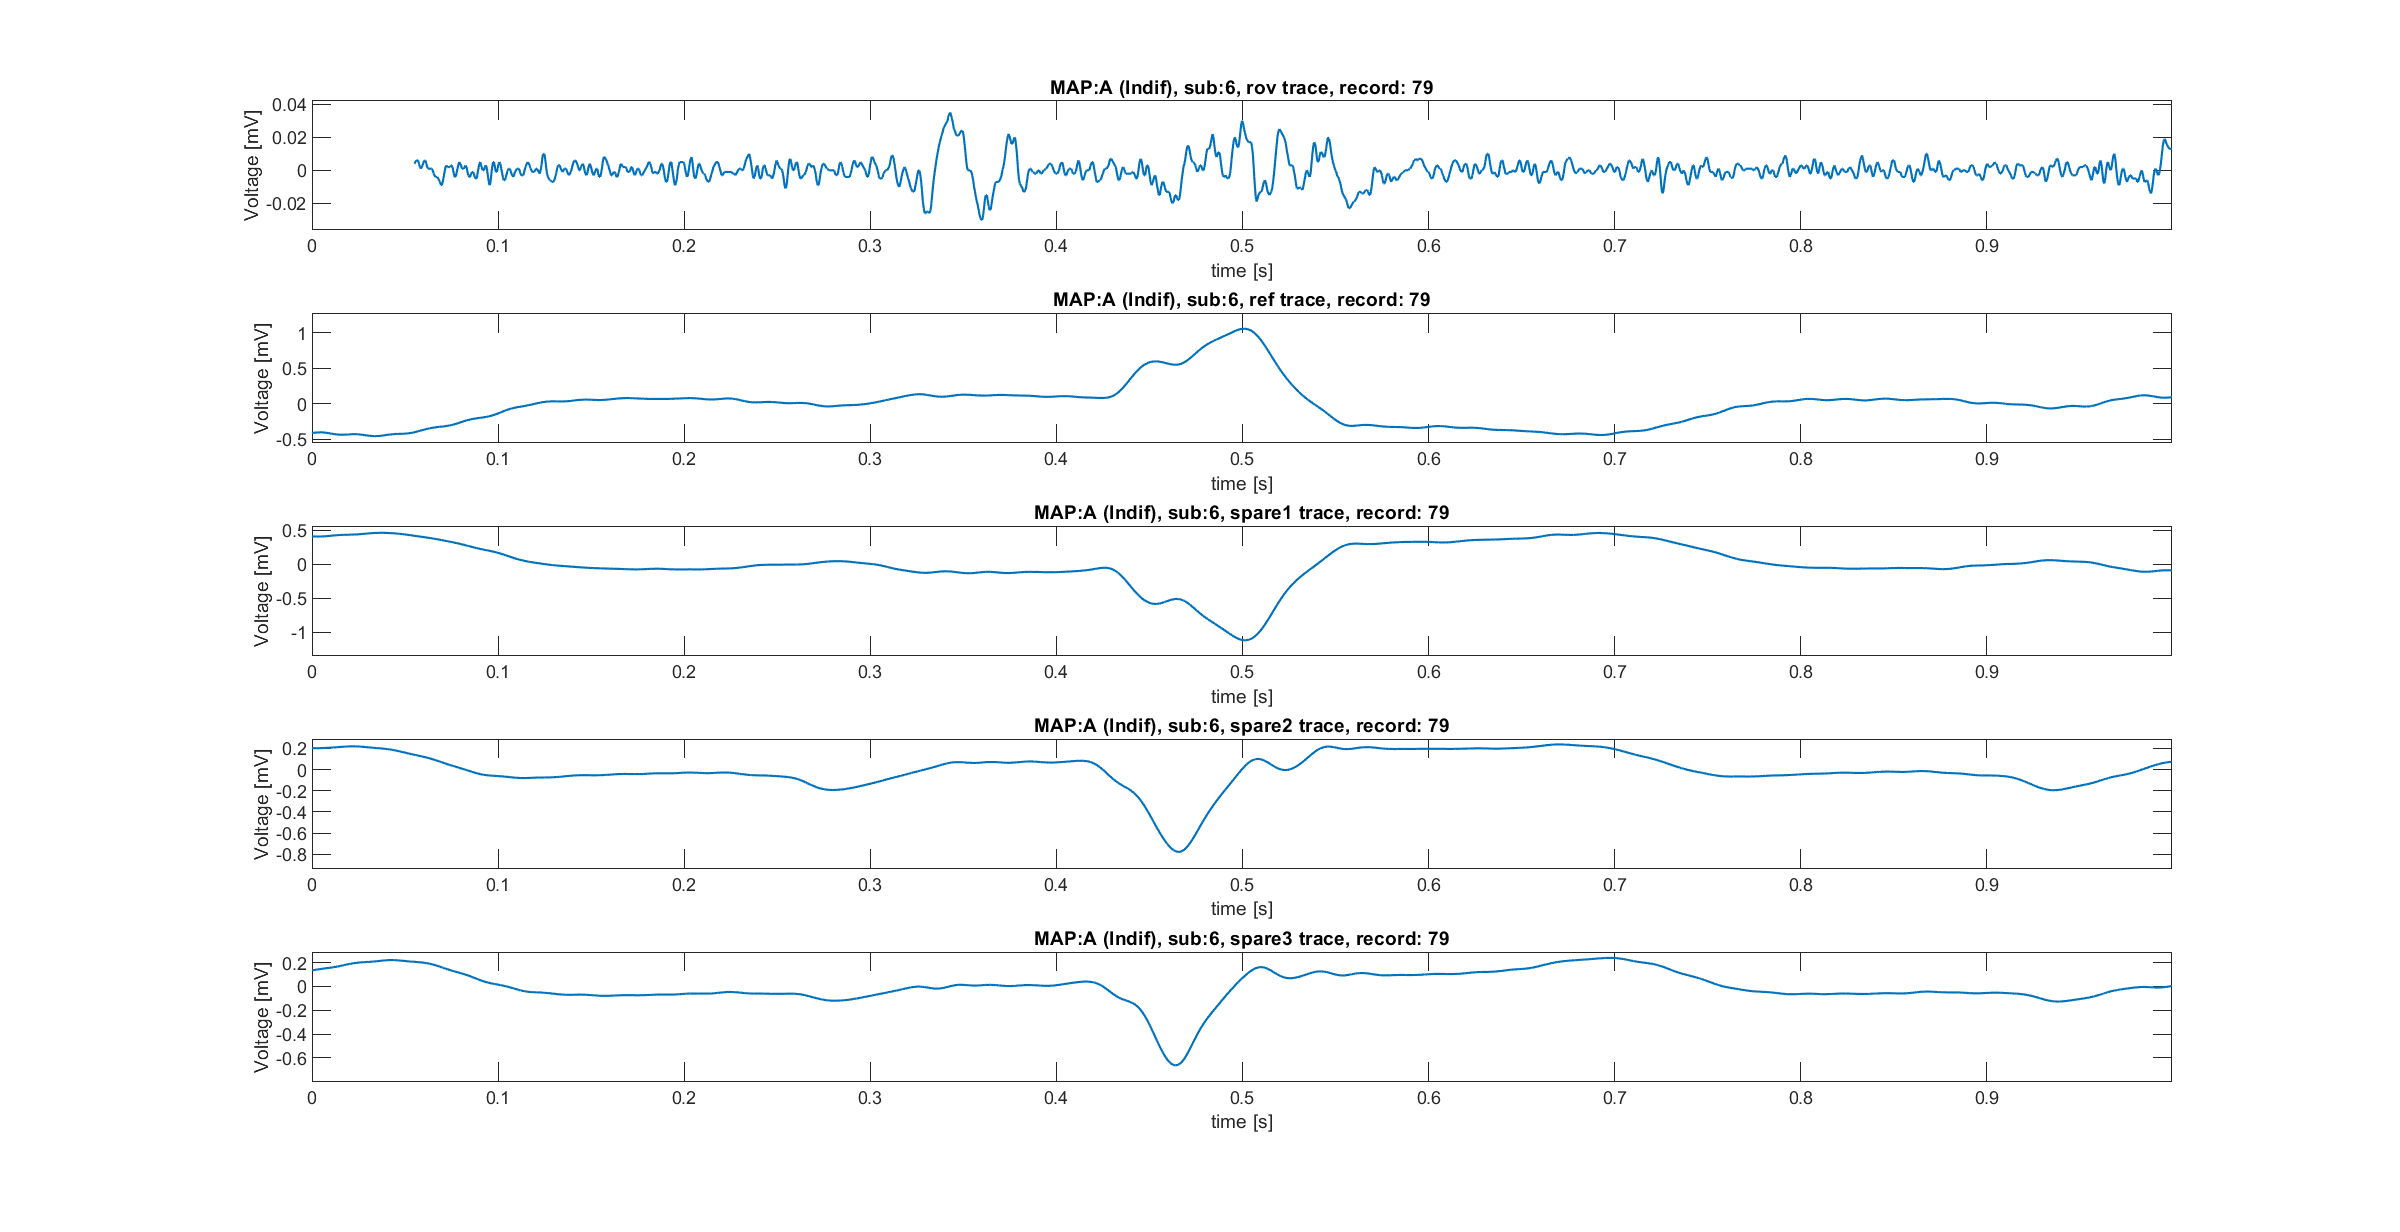 MAP:A (Indif), sub:6, rov trace, record: 79
Voltage [mV]
0.04
0.02
0
-0.02
0 0.1 0.2 0.3 0.4 0.5 0.6 0.7 0.8 0.9
time [s]
MAP:A (Indif), sub:6, ref trace, record: 79
Voltage [mV]
1
0.5
0
-0.5
0 0.1 0.2 0.3 0.4 0.5 0.6 0.7 0.8 0.9
time [s]
MAP:A (Indif), sub:6, spare1 trace, record: 79
Voltage [mV]
0.5
0
-0.5
-1
0 0.1 0.2 0.3 0.4 0.5 0.6 0.7 0.8 0.9
time [s]
MAP:A (Indif), sub:6, spare2 trace, record: 79
Voltage [mV]
0.2
0
-0.2
-0.4
-0.6
-0.8
0 0.1 0.2 0.3 0.4 0.5 0.6 0.7 0.8 0.9
time [s]
MAP:A (Indif), sub:6, spare3 trace, record: 79
Voltage [mV]
0.2
0
-0.2
-0.4
-0.6
0 0.1 0.2 0.3 0.4 0.5 0.6 0.7 0.8 0.9
time [s]